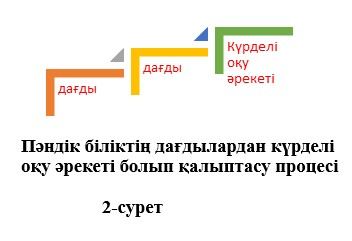 Күрделі
оқу
әрекеті
дағды
дағды
Пәндік біліктің дағдылардан күрделі
оқу әрекеті болып қалыптасу процесі
2-сурет